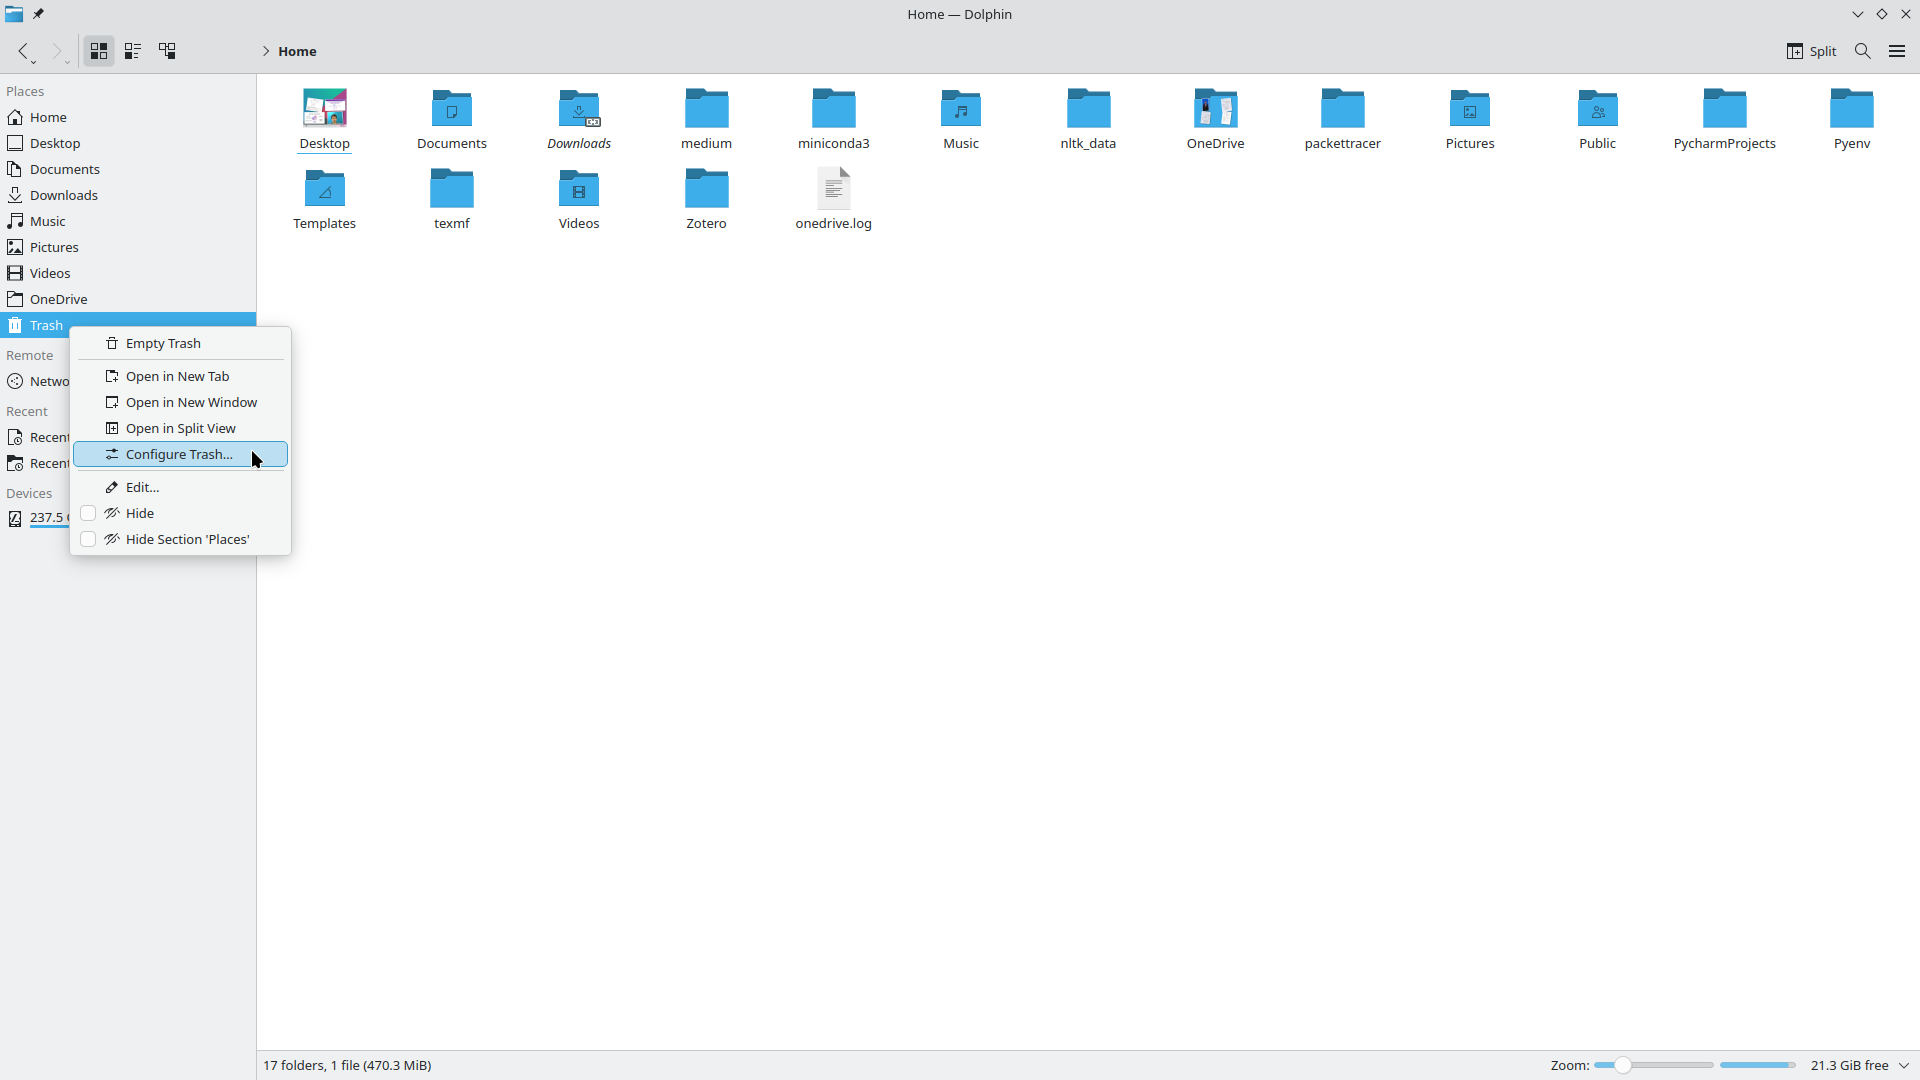 Home — Dolphin
Home
Split
Places
Home
Desktop
Documents
Downloads
Music
Pictures
Videos
OneDrive
Trash
Remote
Netwo
Recent
Recent
Recent
Devices
237.5
Empty Trash
Open in New Tab
Open in New Window
Open in Split View
Configure Trash...
Edit...
Hide
Hide Section 'Places'
Desktop
Documents
Downloads
medium
miniconda3
Music
nltk_data
OneDrive
packettracer
Pictures
Public
PycharmProjects
Pyenv
Templates
texmf
Videos
Zotero
onedrive.log
17 folders, 1 file (470.3 MiB)
Zoom:
21.3 GiB free